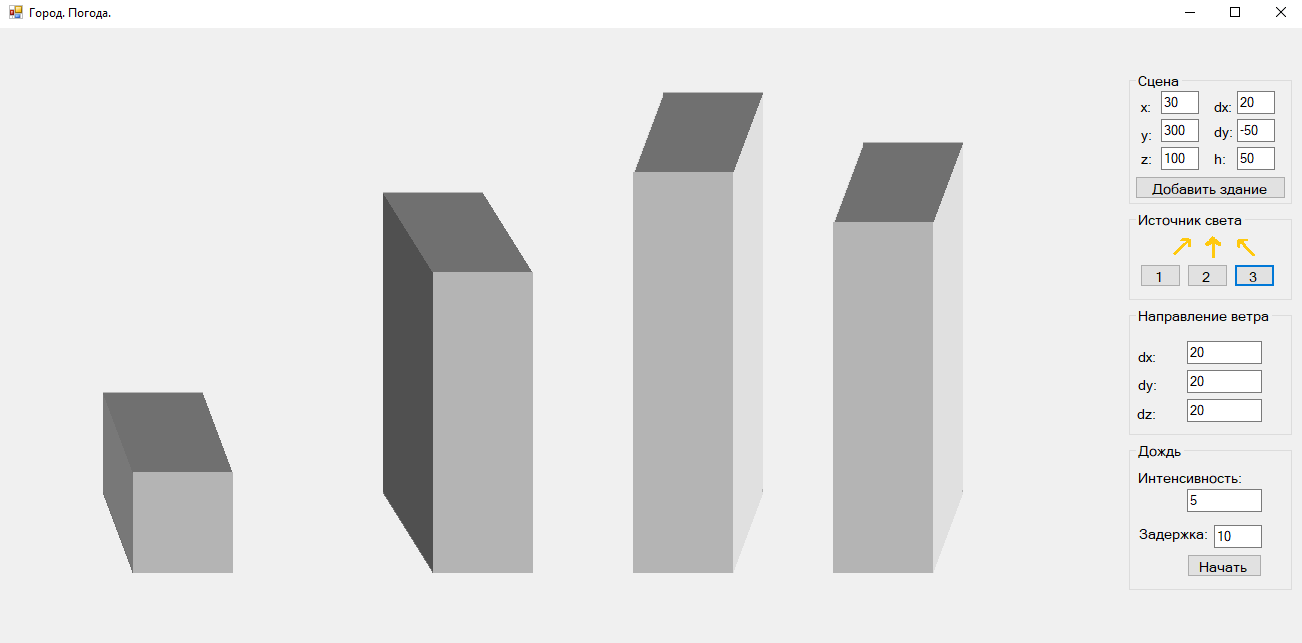 Город. Погода.
Сцена
x: 30 dx: 20
y: 300 dy: -50
z: 100 h: 50
Добавить здание
Источник света
1 2 3
Направление ветра
dx: 20
dy: 20
dz: 20
Дождь
Интенсивность:
5
Задержка: 10
Начать